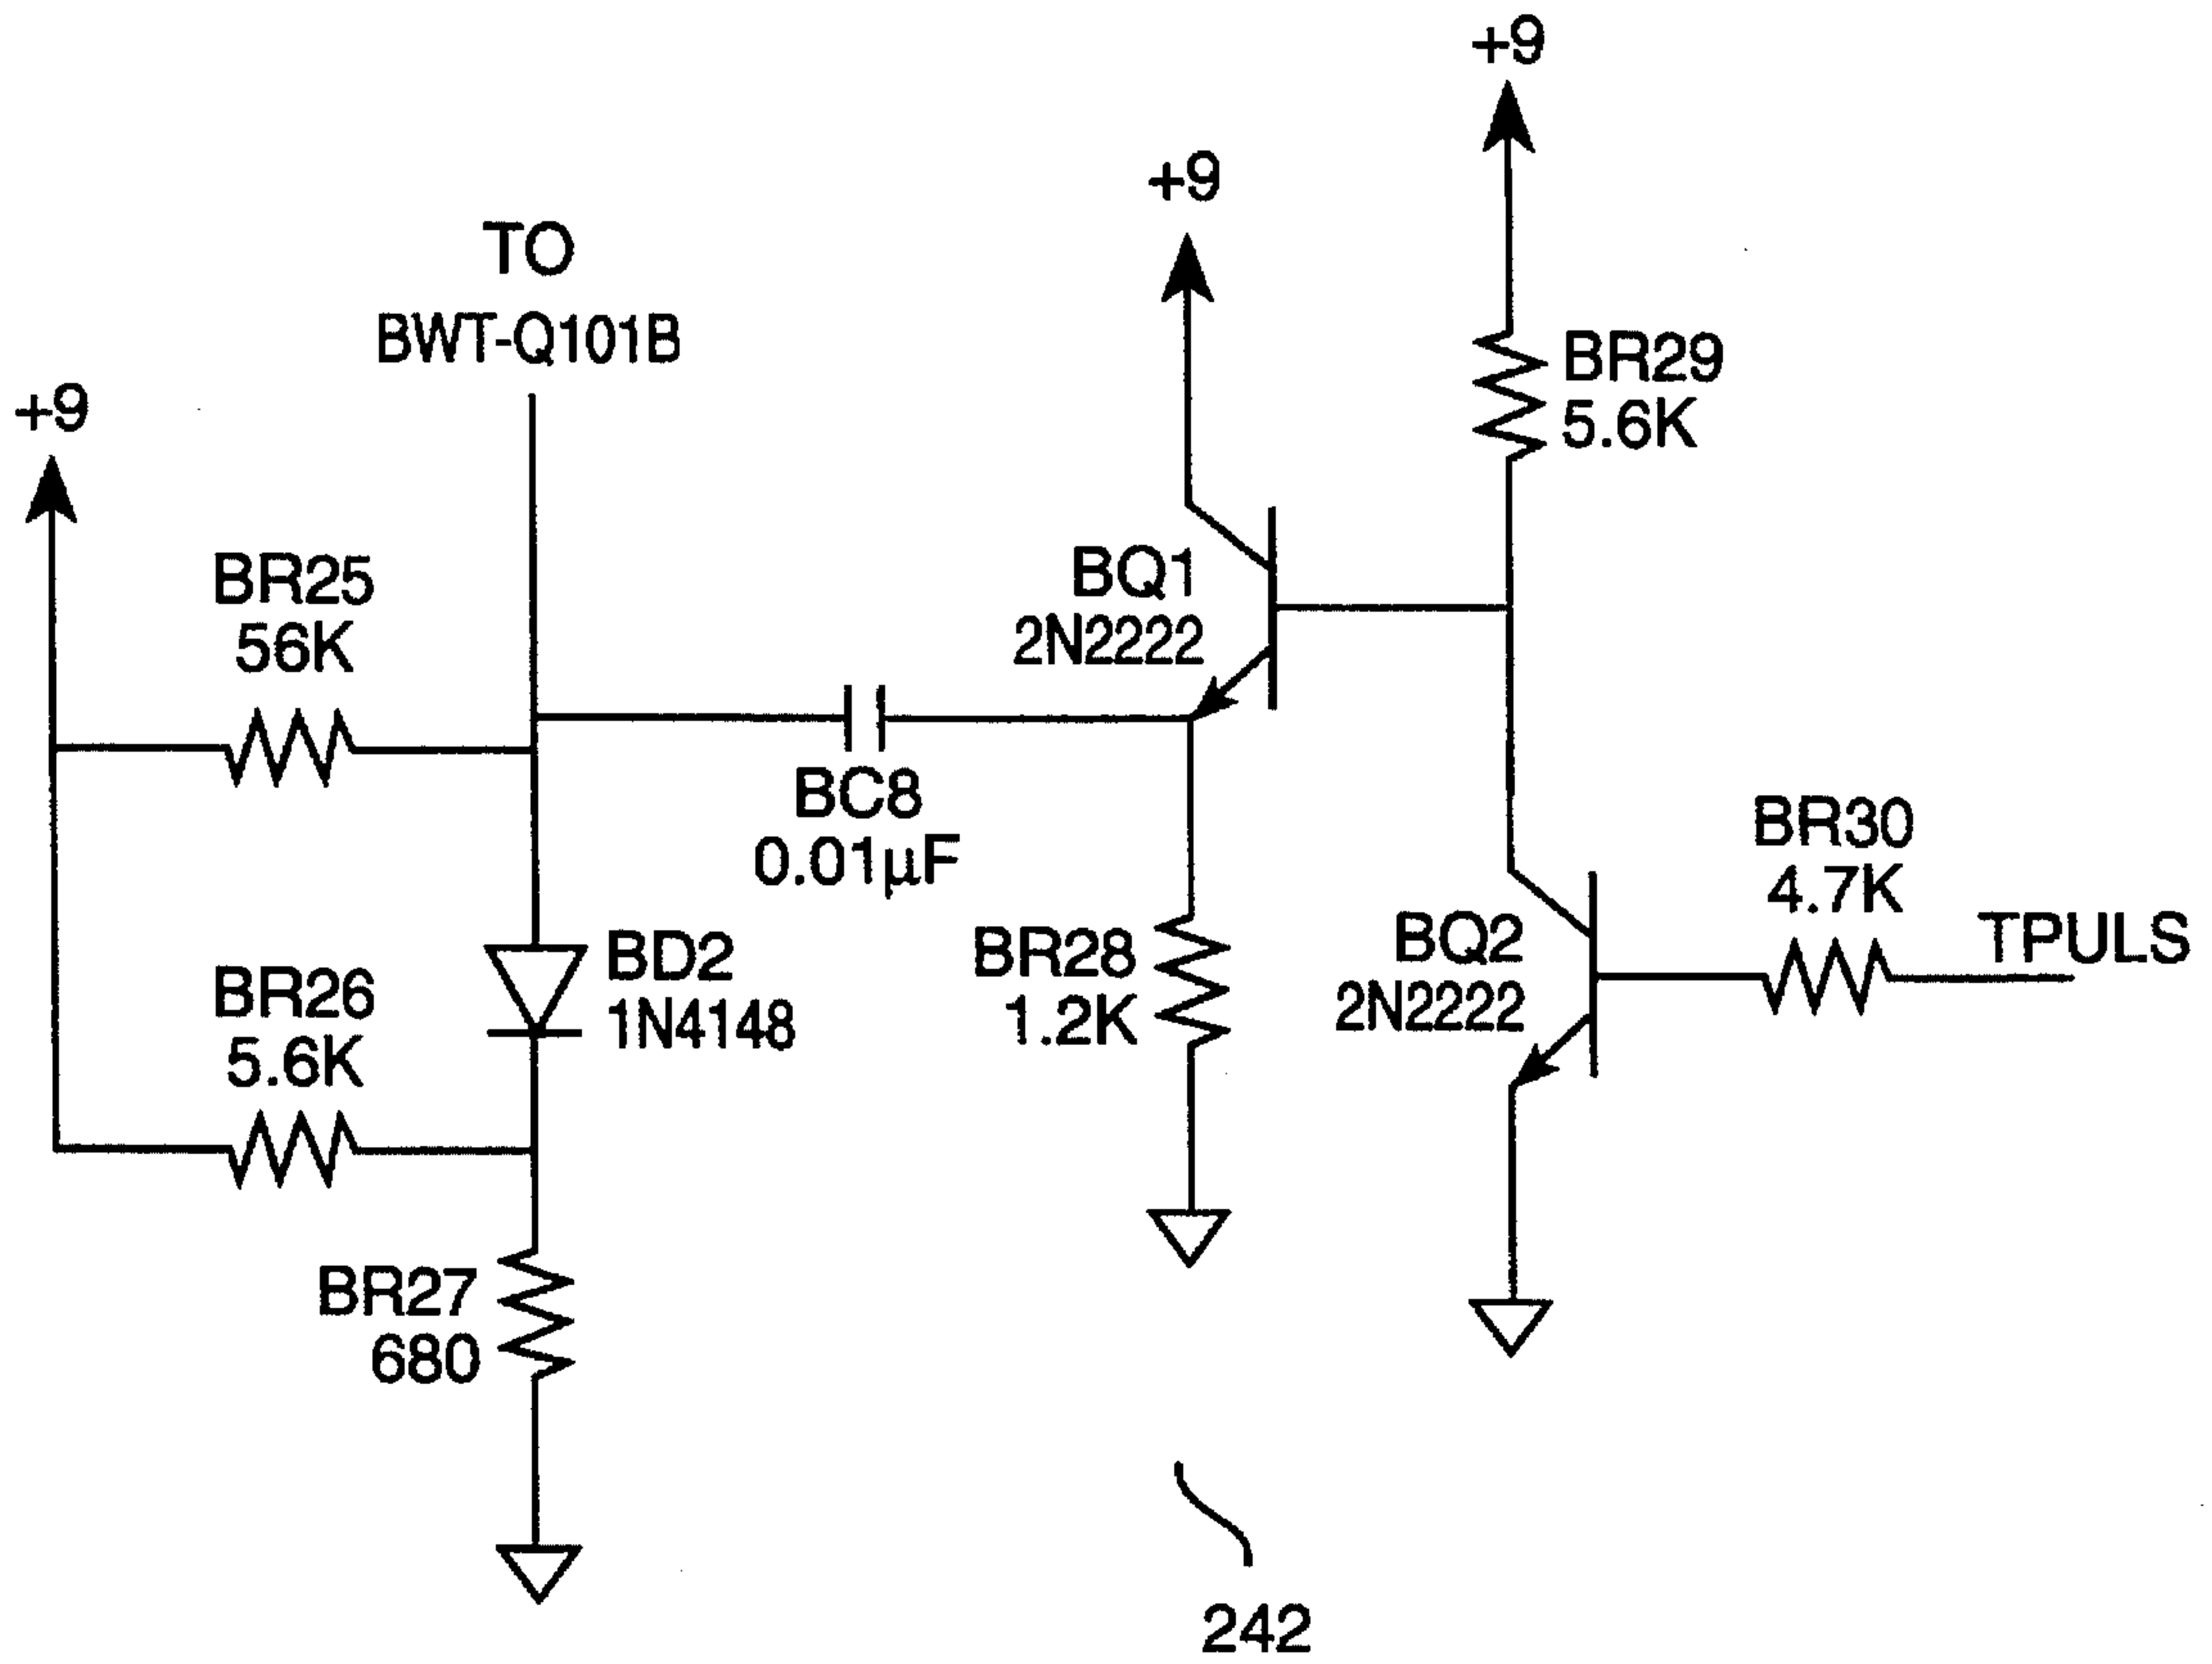 +9
+9
TO
BWT-Q101B
+9
BR29
5.6K
BR25
56K
BQ1
2N2222
BC8
0.01μF
BR30
4.7K
TPULS
BR28
1.2K
BQ2
2N2222
BD2
1N4148
BR26
5.6K
BR27
680
242